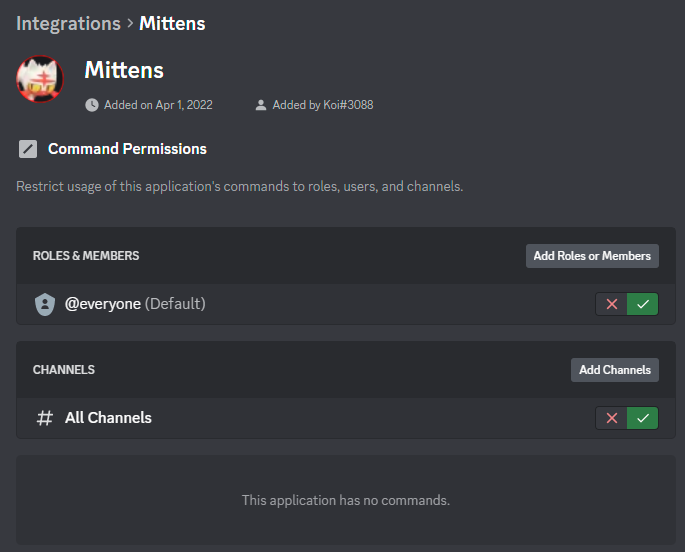 Integrations > Mittens
Mittens
Added on Apr 1, 2022 Added by Koi#3088
Command Permissions
Restrict usage of this application's commands to roles, users, and channels.
ROLES & MEMBERS Add Roles or Members
@everyone (Default)
CHANNELS Add Channels
# All Channels
This application has no commands.